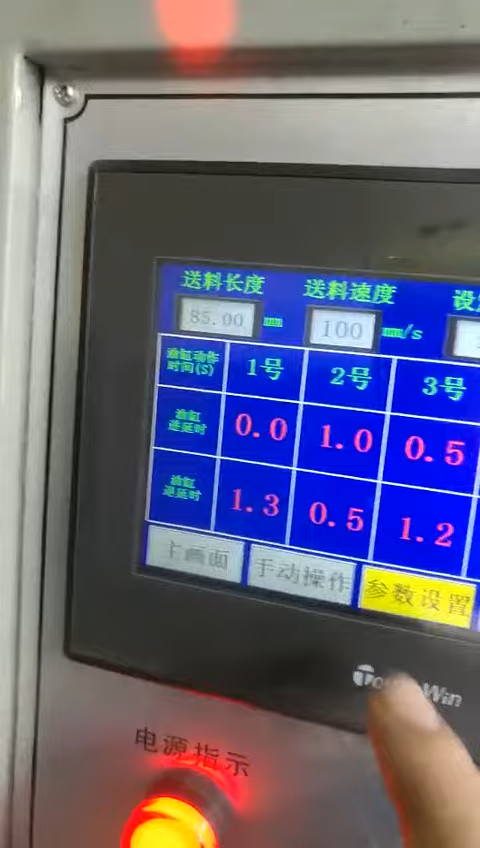 送料长度 送料速度 设
85.00 mm 100 mm/s
油缸动作时间(S) 1号 2号 3号
油缸进延时 0.0 1.0 0.5
油缸退延时 1.3 0.5 1.2
主画面 手动操作 参数设置
Win
电源指示